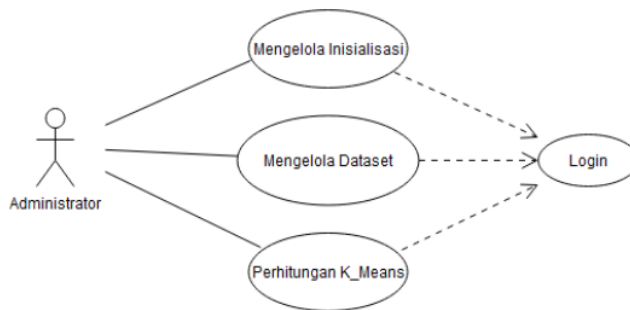 Mengelola Inisialisasi
Mengelola Dataset
Login
Administrator
Perhitungan K_Means